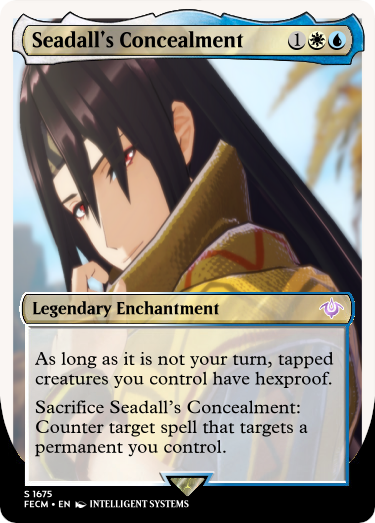 Seadall's Concealment 1
Legendary Enchantment
As long as it is not your turn, tapped
creatures you control have hexproof.
Sacrifice Seadall's Concealment:
Counter target spell that targets a
permanent you control.
S 1675
FECM • EN INTELLIGENT SYSTEMS